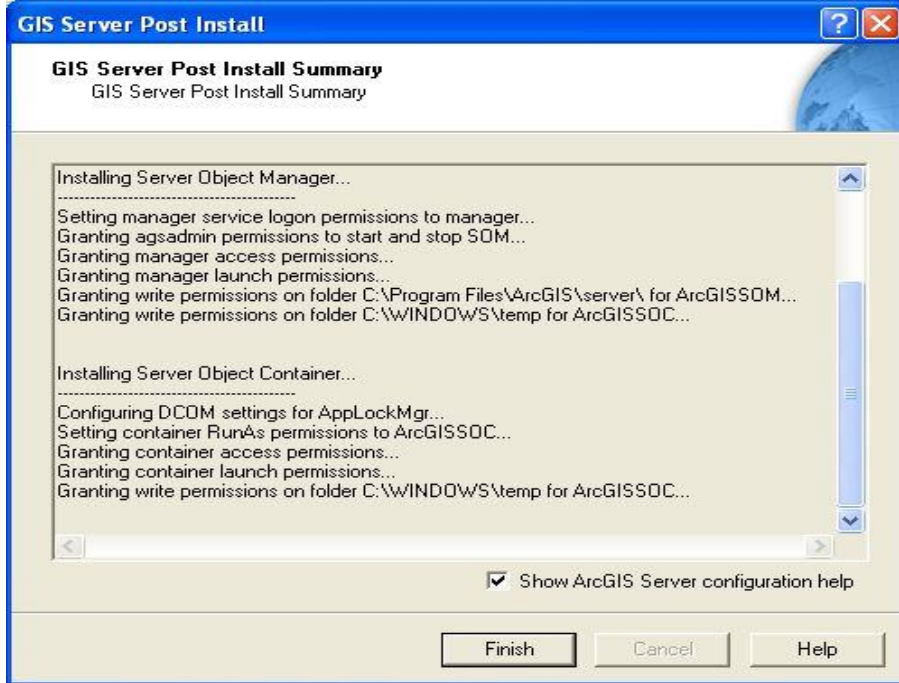 GIS Server Post Install
GIS Server Post Install Summary
GIS Server Post Install Summary
Installing Server Object Manager...
------------------------------------------
Setting manager service logon permissions to manager...
Granting agsadmin permissions to start and stop SOM...
Granting manager access permissions...
Granting manager launch permissions...
Granting write permissions on folder C:\Program Files\ArcGIS\server\ for ArcGISSOM...
Granting write permissions on folder C:\WINDOWS\temp for ArcGISSOC...
Installing Server Object Container...
------------------------------------------
Configuring DCOM settings for AppLockMgr...
Setting container RunAs permissions to ArcGISSOC...
Granting container access permissions...
Granting container launch permissions...
Granting write permissions on folder C:\WINDOWS\temp for ArcGISSOC...
Show ArcGIS Server configuration help
Finish Cancel Help